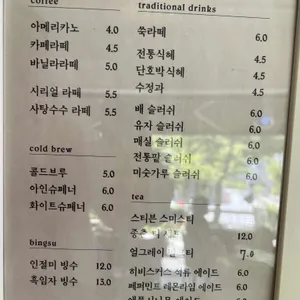 coffee
아메리카노 4.0
카페라떼 4.5
바닐라라떼 5.0
시리얼 라떼 5.5
사탕수수 라떼 5.5
cold brew
콜드브루 5.0
아인슈페너 6.0
화이트슈페너 6.0
bingsu
인절미 빙수 12.0
흑임자 빙수 13.0
traditional drinks
쑥라떼 6.0
전통식혜 4.5
단호박식혜 4.5
수정과 4.5
배 슬러쉬 6.0
유자 슬러쉬 6.0
매실 슬러쉬 6.0
전통팥 슬러쉬 6.0
미숫가루 슬러쉬 6.0
tea
스티븐 스미스티
12.0
얼그레이 7.0
히비스커스 석류 에이드 6.0
페퍼민트 레몬라임 에이드 6.0